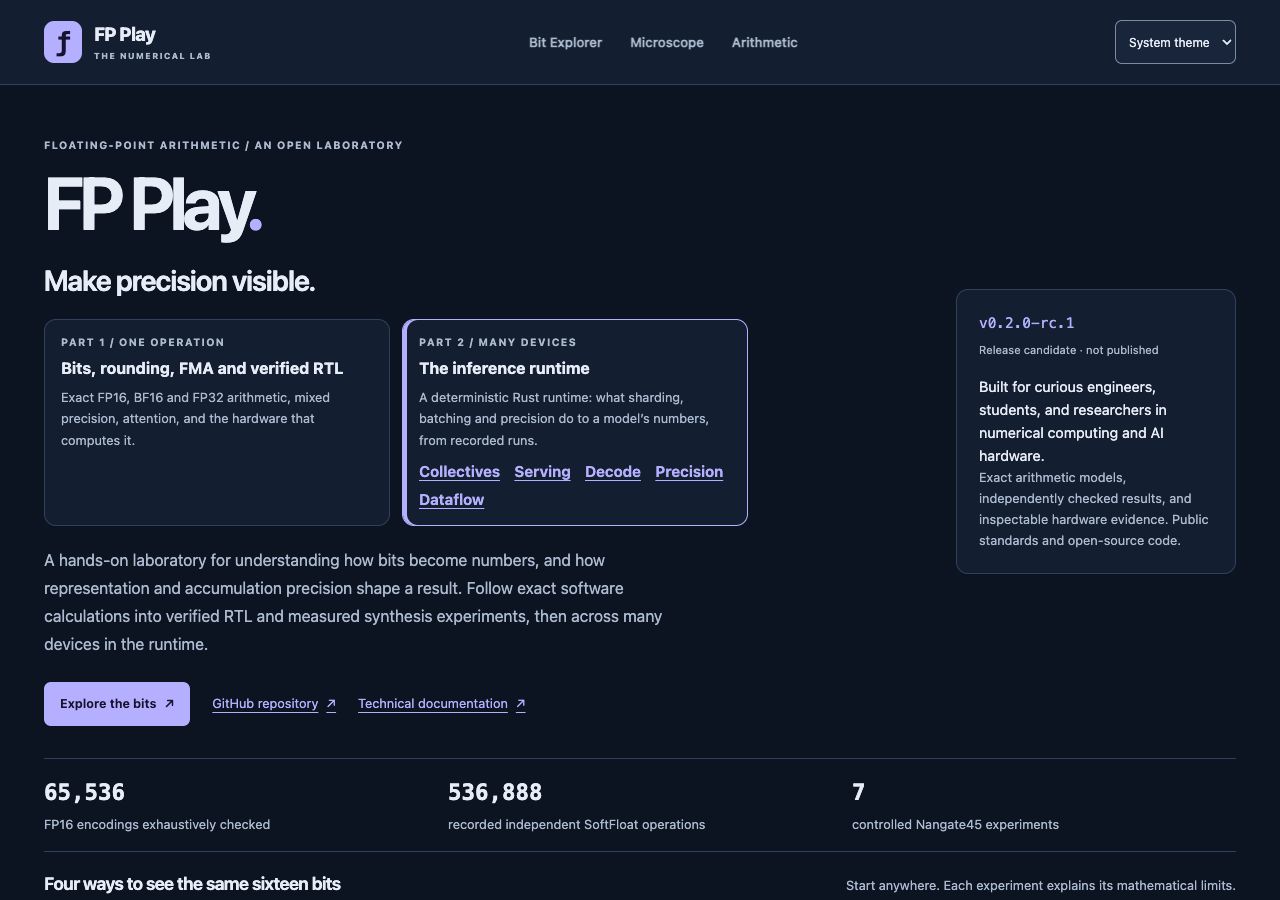 ƒ
FP Play
THE NUMERICAL LAB
Bit Explorer
Microscope
Arithmetic
System theme
FLOATING-POINT ARITHMETIC / AN OPEN LABORATORY
FP Play.
Make precision visible.
PART 1 / ONE OPERATION
Bits, rounding, FMA and verified RTL
Exact FP16, BF16 and FP32 arithmetic, mixed
precision, attention, and the hardware that
computes it.
PART 2 / MANY DEVICES
The inference runtime
A deterministic Rust runtime: what sharding,
batching and precision do to a model’s numbers,
from recorded runs.
Collectives Serving Decode Precision
Dataflow
v0.2.0-rc.1
Release candidate · not published
Built for curious engineers,
students, and researchers in
numerical computing and AI
hardware.
Exact arithmetic models,
independently checked results, and
inspectable hardware evidence. Public
standards and open-source code.
A hands-on laboratory for understanding how bits become numbers, and how
representation and accumulation precision shape a result. Follow exact software
calculations into verified RTL and measured synthesis experiments, then across many
devices in the runtime.
Explore the bits ↗
GitHub repository ↗
Technical documentation ↗
65,536
FP16 encodings exhaustively checked
536,888
recorded independent SoftFloat operations
7
controlled Nangate45 experiments
Four ways to see the same sixteen bits
Start anywhere. Each experiment explains its mathematical limits.